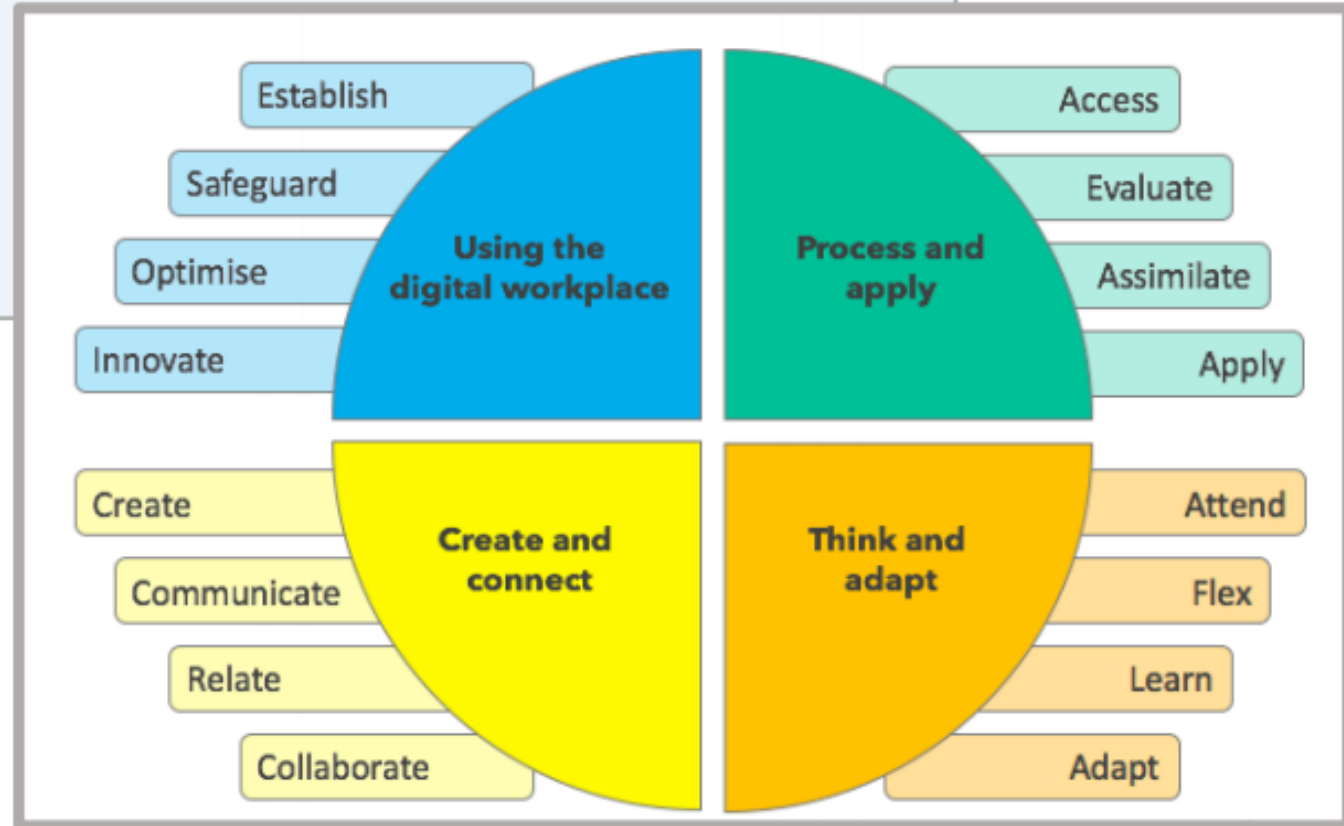 Establish
Safeguard
Optimise
Innovate
Using the
digital workplace
Process and
apply
Access
Evaluate
Assimilate
Apply
Create
Communicate
Relate
Collaborate
Create and
connect
Think and
adapt
Attend
Flex
Learn
Adapt